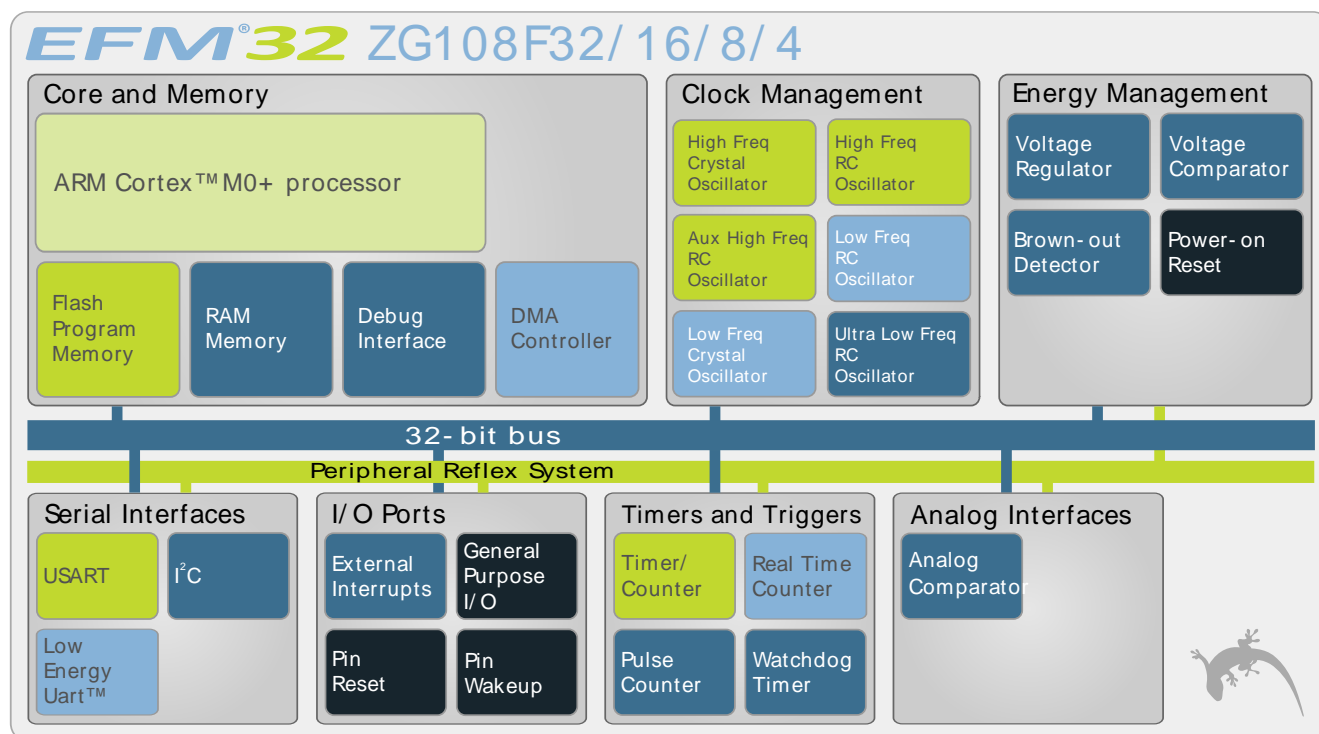 EFM®32 ZG108F32/16/8/4
Core and Memory
ARM Cortex™ M0+ processor
Flash
Program
Memory
RAM
Memory
Debug
Interface
DMA
Controller
Clock Management
High Freq
Crystal
Oscillator
High Freq
RC
Oscillator
Aux High Freq
RC
Oscillator
Low Freq
RC
Oscillator
Low Freq
Crystal
Oscillator
Ultra Low Freq
RC
Oscillator
Energy Management
Voltage
Regulator
Voltage
Comparator
Brown-out
Detector
Power-on
Reset
32-bit bus
Peripheral Reflex System
Serial Interfaces
USART
I²C
Low
Energy
Uart™
I/O Ports
External
Interrupts
General
Purpose
I/O
Pin
Reset
Pin
Wakeup
Timers and Triggers
Timer/
Counter
Real Time
Counter
Pulse
Counter
Watchdog
Timer
Analog Interfaces
Analog
Comparator